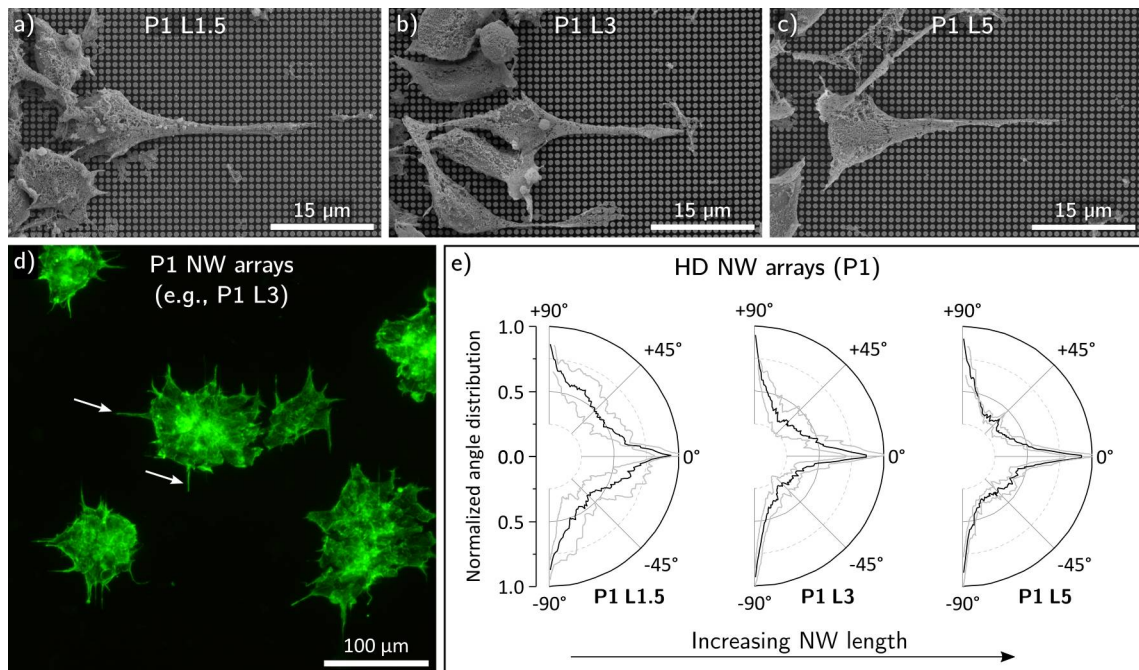 a) P1 L1.5
15 µm
b) P1 L3
15 µm
c) P1 L5
15 µm
d) P1 NW arrays
(e.g., P1 L3)
100 µm
e) HD NW arrays (P1)
Normalized angle distribution
1.0
0.5
0.0
0.5
1.0
+90°
+45°
0°
-45°
-90°
P1 L1.5
+90°
+45°
0°
-45°
-90°
P1 L3
+90°
+45°
0°
-45°
-90°
P1 L5
Increasing NW length